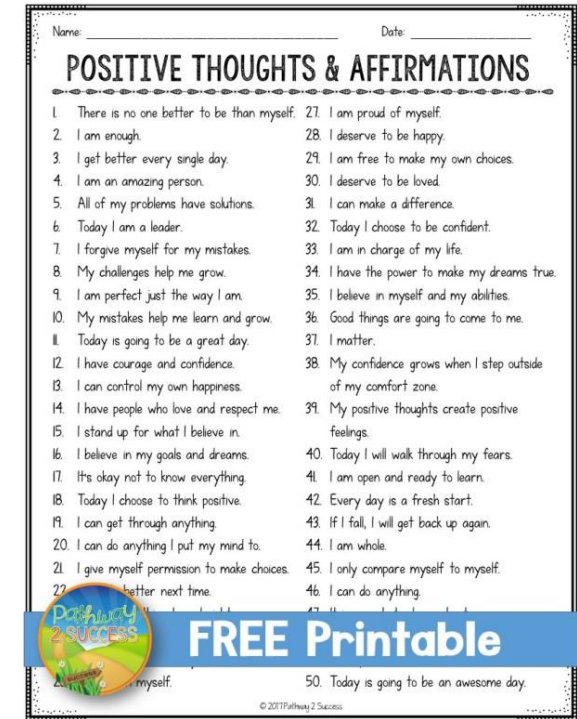 Name: Date:
POSITIVE THOUGHTS & AFFIRMATIONS
1. There is no one better to be than myself.
2. I am enough.
3. I get better every single day.
4. I am an amazing person.
5. All of my problems have solutions.
6. Today I am a leader.
7. I forgive myself for my mistakes.
8. My challenges help me grow.
9. I am perfect just the way I am.
10. My mistakes help me learn and grow.
11. Today is going to be a great day.
12. I have courage and confidence.
13. I can control my own happiness.
14. I have people who love and respect me.
15. I stand up for what I believe in.
16. I believe in my goals and dreams.
17. It's okay not to know everything.
18. Today I choose to think positive.
19. I can get through anything.
20. I can do anything I put my mind to.
21. I give myself permission to make choices.
22. better next time.
myself.
27. I am proud of myself.
28. I deserve to be happy.
29. I am free to make my own choices.
30. I deserve to be loved.
31. I can make a difference.
32. Today I choose to be confident.
33. I am in charge of my life.
34. I have the power to make my dreams true.
35. I believe in myself and my abilities.
36. Good things are going to come to me.
37. I matter.
38. My confidence grows when I step outside
of my comfort zone.
39. My positive thoughts create positive
feelings.
40. Today I will walk through my fears.
41. I am open and ready to learn.
42. Every day is a fresh start.
43. If I fall, I will get back up again.
44. I am whole.
45. I only compare myself to myself.
46. I can do anything.
50. Today is going to be an awesome day.
Pathway
2 SUCCESS
FREE Printable
© 2017 Pathway 2 Success